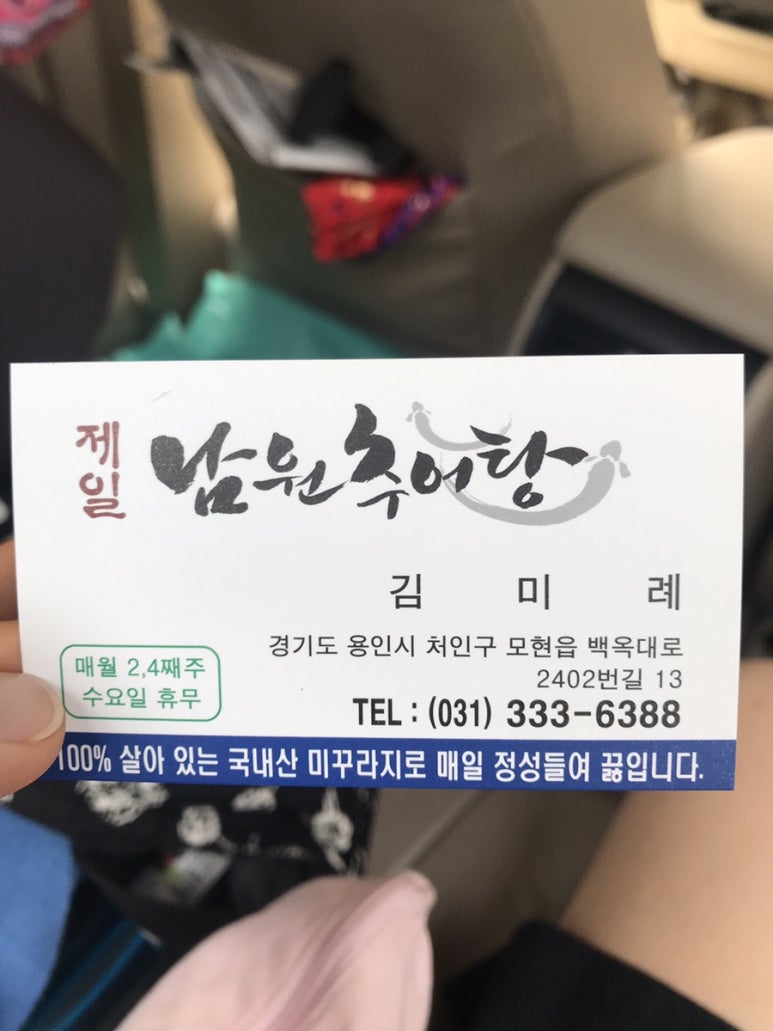 제일 남원추어탕
김 미 례
경기도 용인시 처인구 모현읍 백옥대로
2402번길 13
TEL : (031) 333-6388
매월 2,4째주
수요일 휴무
100% 살아 있는 국내산 미꾸라지로 매일 정성들여 끓입니다.